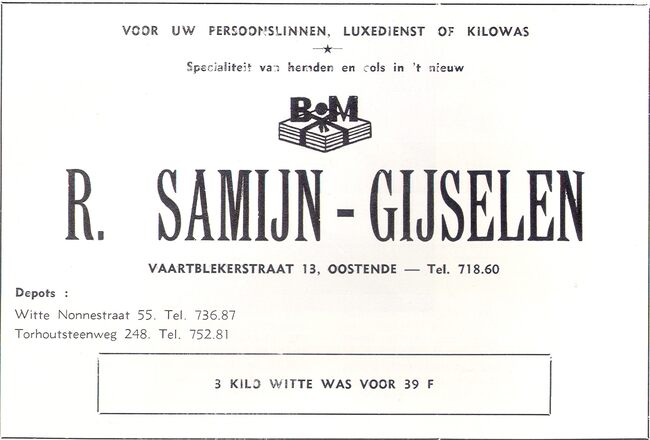 VOOR UW PERSOONSLINNEN, LUXEDIENST OF KILOWAS
Specialiteit van hemden en cols in 't nieuw
B M
R. SAMIJN - GIJSELEN
VAARTBLEKERSTRAAT 13, OOSTENDE — Tel. 718.60
Depots :
Witte Nonnestraat 55. Tel. 736.87
Torhoutsteenweg 248. Tel. 752.81
3 KILO WITTE WAS VOOR 39 F